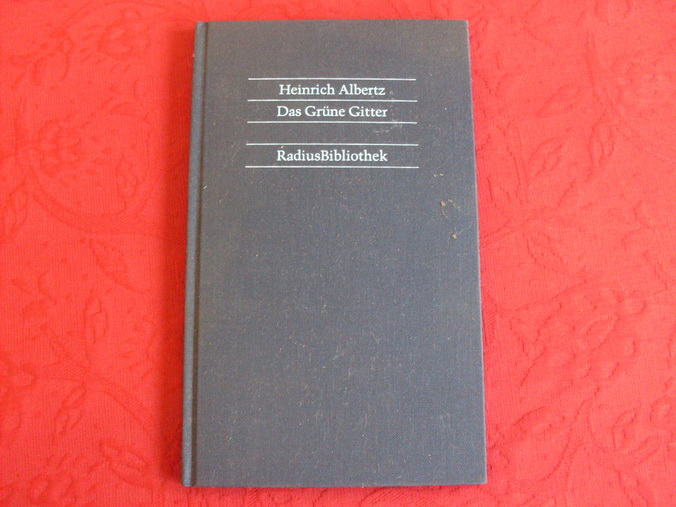 Heinrich Albertz
Das Grüne Gitter
RadiusBibliothek